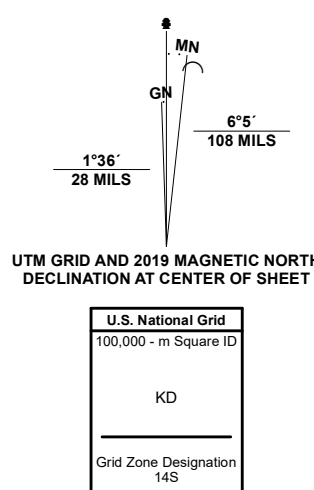 MN
GN
6°5´
108 MILS
1°36´
28 MILS
UTM GRID AND 2019 MAGNETIC NORTH
DECLINATION AT CENTER OF SHEET
U.S. National Grid
100,000 - m Square ID
KD
Grid Zone Designation
14S